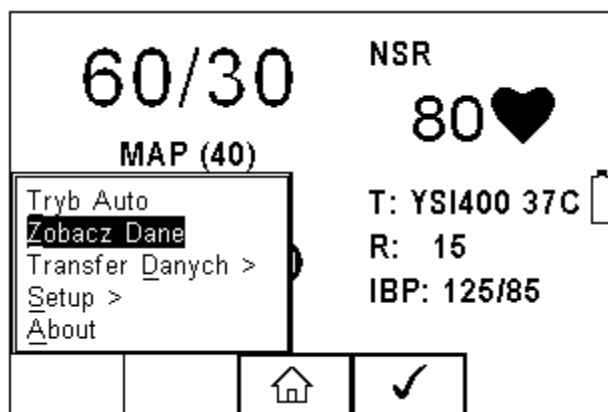 60/30
MAP (40)
NSR
80
T: YSI400 37C
R: 15
IBP: 125/85
Tryb Auto
Zobacz Dane
Transfer Danych >
Setup >
About